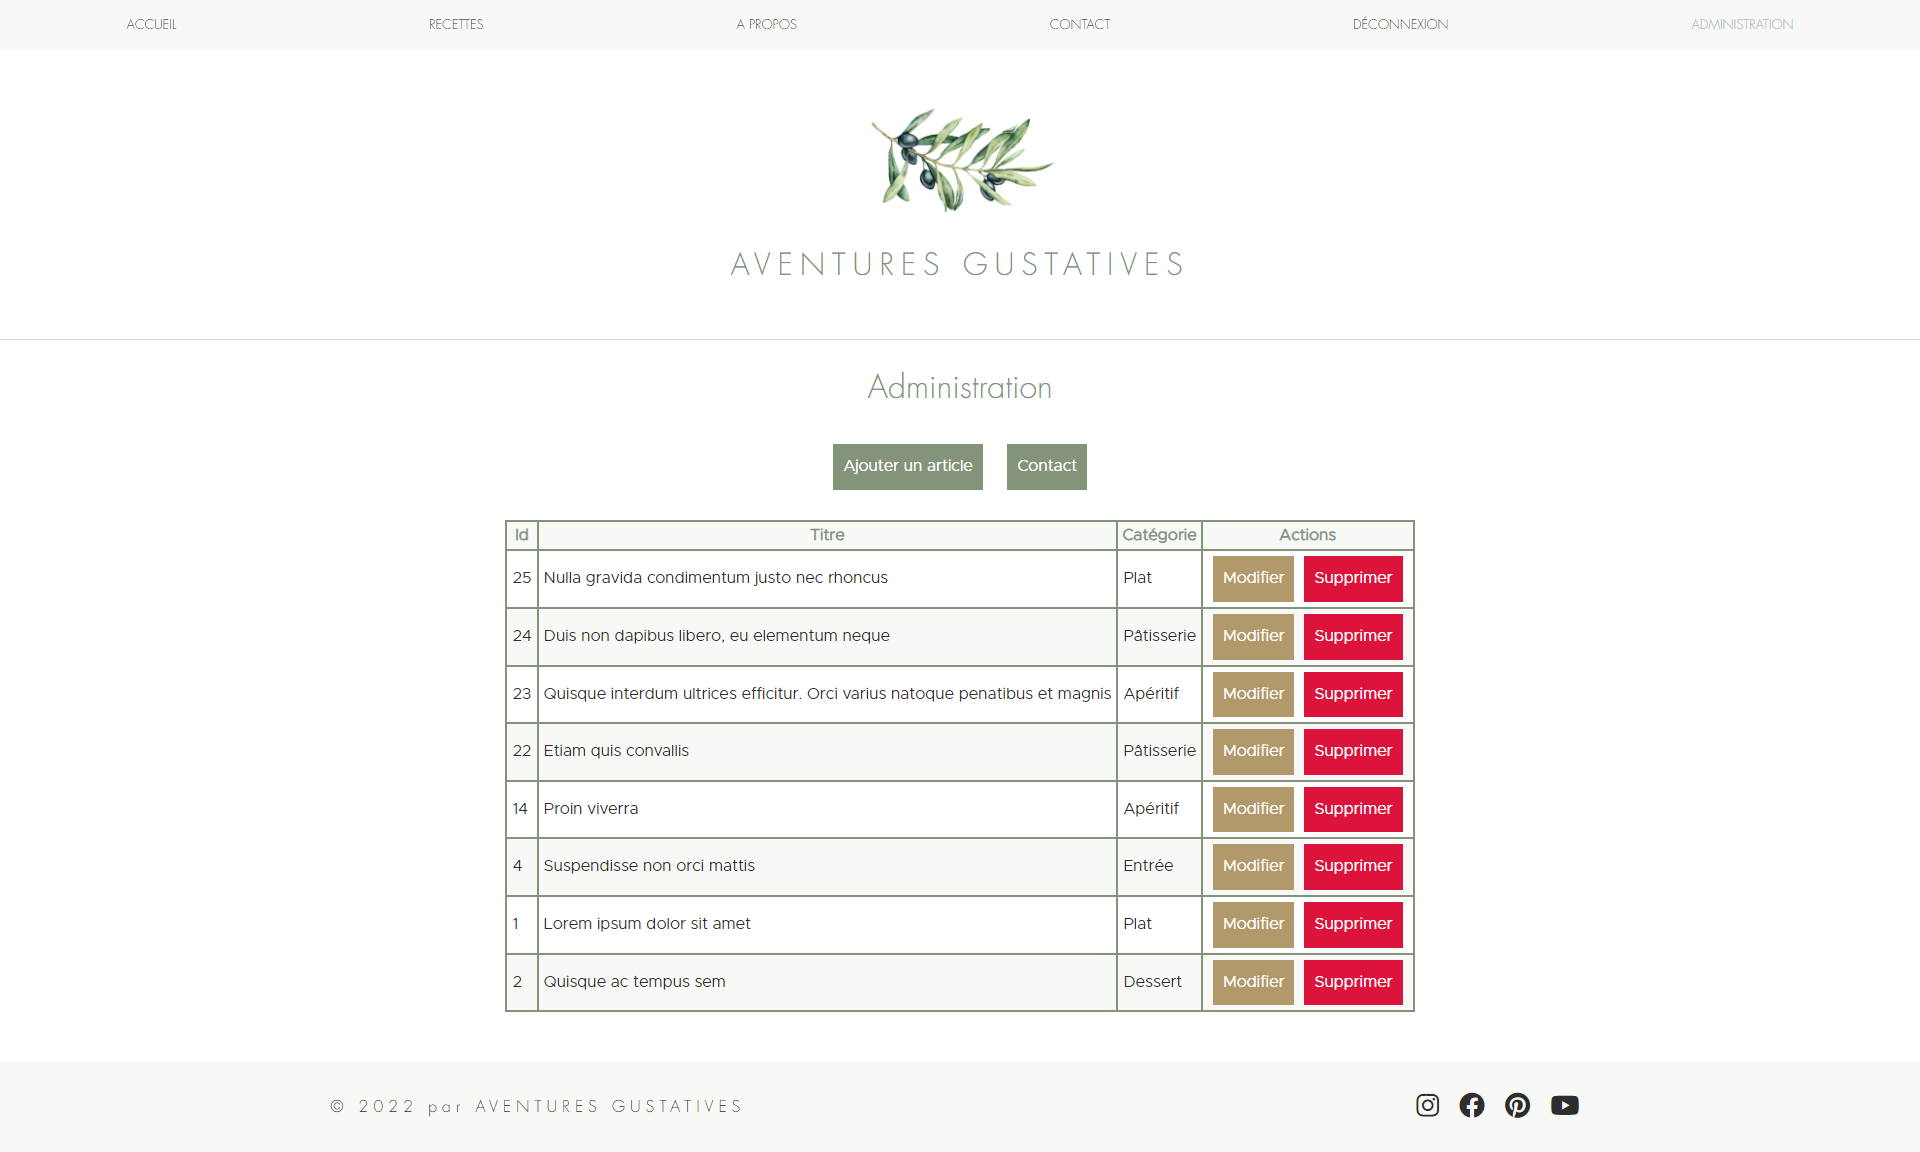 ACCUEIL RECETTES A PROPOS CONTACT DÉCONNEXION ADMINISTRATION
AVENTURES GUSTATIVES
Administration
Ajouter un article Contact
Id Titre Catégorie Actions
25 Nulla gravida condimentum justo nec rhoncus Plat Modifier Supprimer
24 Duis non dapibus libero, eu elementum neque Pâtisserie Modifier Supprimer
23 Quisque interdum ultrices efficitur. Orci varius natoque penatibus et magnis Apéritif Modifier Supprimer
22 Etiam quis convallis Pâtisserie Modifier Supprimer
14 Proin viverra Apéritif Modifier Supprimer
4 Suspendisse non orci mattis Entrée Modifier Supprimer
1 Lorem ipsum dolor sit amet Plat Modifier Supprimer
2 Quisque ac tempus sem Dessert Modifier Supprimer
© 2022 par AVENTURES GUSTATIVES